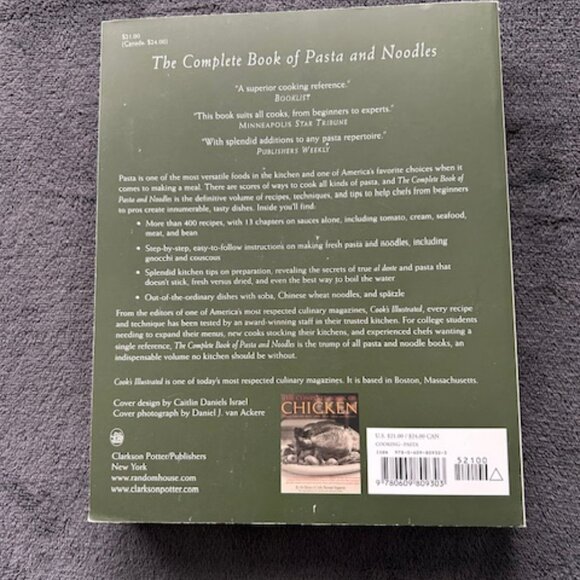 $21.00
(Canada: $24.00)
The Complete Book of Pasta and Noodles
"A superior cooking reference."
BOOKLIST
"This book suits all cooks, from beginners to experts."
MINNEAPOLIS STAR TRIBUNE
"With splendid additions to any pasta repertoire."
PUBLISHERS WEEKLY
Pasta is one of the most versatile foods in the kitchen and one of America's favorite choices when it
comes to making a meal. There are scores of ways to cook all kinds of pasta, and The Complete Book of
Pasta and Noodles is the definitive volume of recipes, techniques, and tips to help chefs from beginners
to pros create innumerable, tasty dishes. Inside you'll find:
• More than 400 recipes, with 13 chapters on sauces alone, including tomato, cream, seafood,
meat, and bean
• Step-by-step, easy-to-follow instructions on making fresh pasta and noodles, including
gnocchi and couscous
• Splendid kitchen tips on preparation, revealing the secrets of true al dente and pasta that
doesn't stick, fresh versus dried, and even the best way to boil the water
• Out-of-the-ordinary dishes with soba, Chinese wheat noodles, and spätzle
From the editors of one of America's most respected culinary magazines, Cook's Illustrated, every recipe
and technique has been tested by an award-winning staff in their trusted kitchen. For college students
needing to expand their menus, new cooks stocking their kitchens, and experienced chefs wanting a
single reference, The Complete Book of Pasta and Noodles is the trump of all pasta and noodle books, an
indispensable volume no kitchen should be without.
Cook's Illustrated is one of today's most respected culinary magazines. It is based in Boston, Massachusetts.
Cover design by Caitlin Daniels Israel
Cover photograph by Daniel J. van Ackere
THE COMPLETE BOOK OF
CHICKEN
Clarkson Potter/Publishers
New York
www.randomhouse.com
www.clarksonpotter.com
U.S. $21.00 / $24.00 CAN
COOKING–PASTA
ISBN 978-0-609-80930-3
52100
9 780609 809303